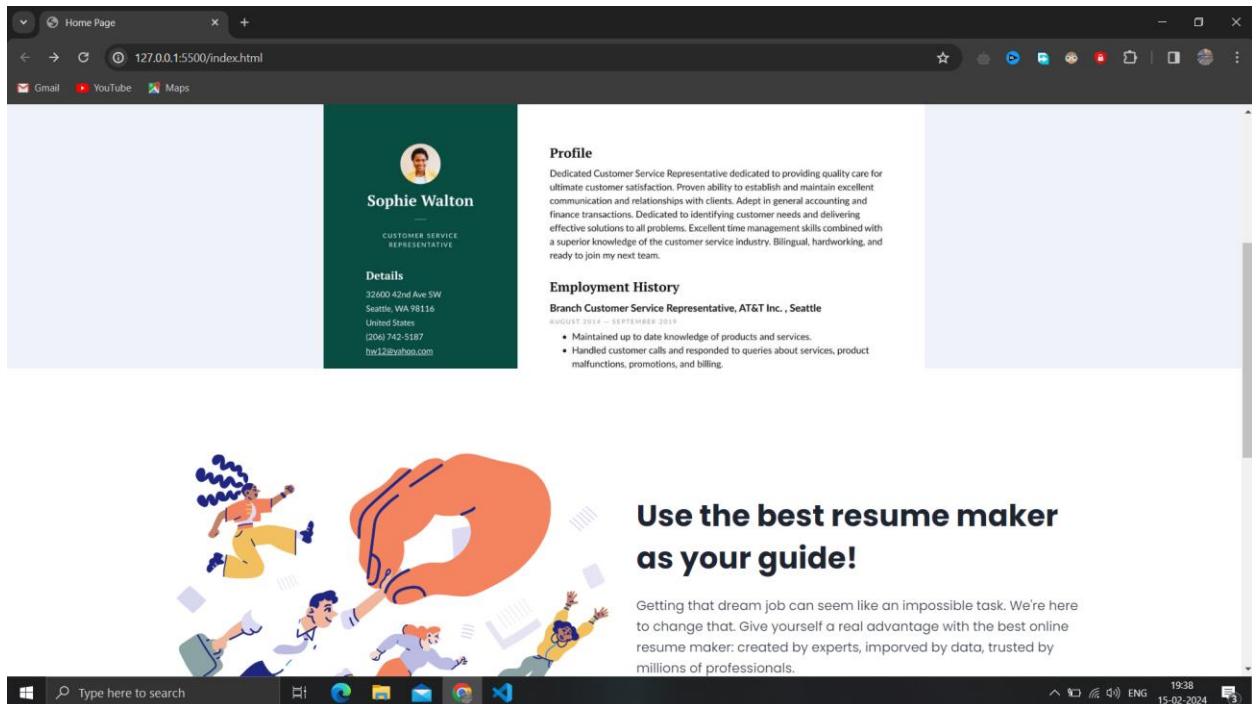 Home Page
127.0.0.1:5500/index.html
Gmail YouTube Maps
Sophie Walton
CUSTOMER SERVICE
REPRESENTATIVE
Details
32600 42nd Ave SW
Seattle, WA 98116
United States
(206) 742-5187
hw12@yahoo.com
Profile
Dedicated Customer Service Representative dedicated to providing quality care for
ultimate customer satisfaction. Proven ability to establish and maintain excellent
communication and relationships with clients. Adept in general accounting and
finance transactions. Dedicated to identifying customer needs and delivering
effective solutions to all problems. Excellent time management skills combined with
a superior knowledge of the customer service industry. Bilingual, hardworking, and
ready to join my next team.
Employment History
Branch Customer Service Representative, AT&T Inc. , Seattle
AUGUST 2014 — SEPTEMBER 2019
• Maintained up to date knowledge of products and services.
• Handled customer calls and responded to queries about services, product
malfunctions, promotions, and billing.
Use the best resume maker
as your guide!
Getting that dream job can seem like an impossible task. We're here
to change that. Give yourself a real advantage with the best online
resume maker: created by experts, imporved by data, trusted by
millions of professionals.
Type here to search
ENG
19:38
15-02-2024
3